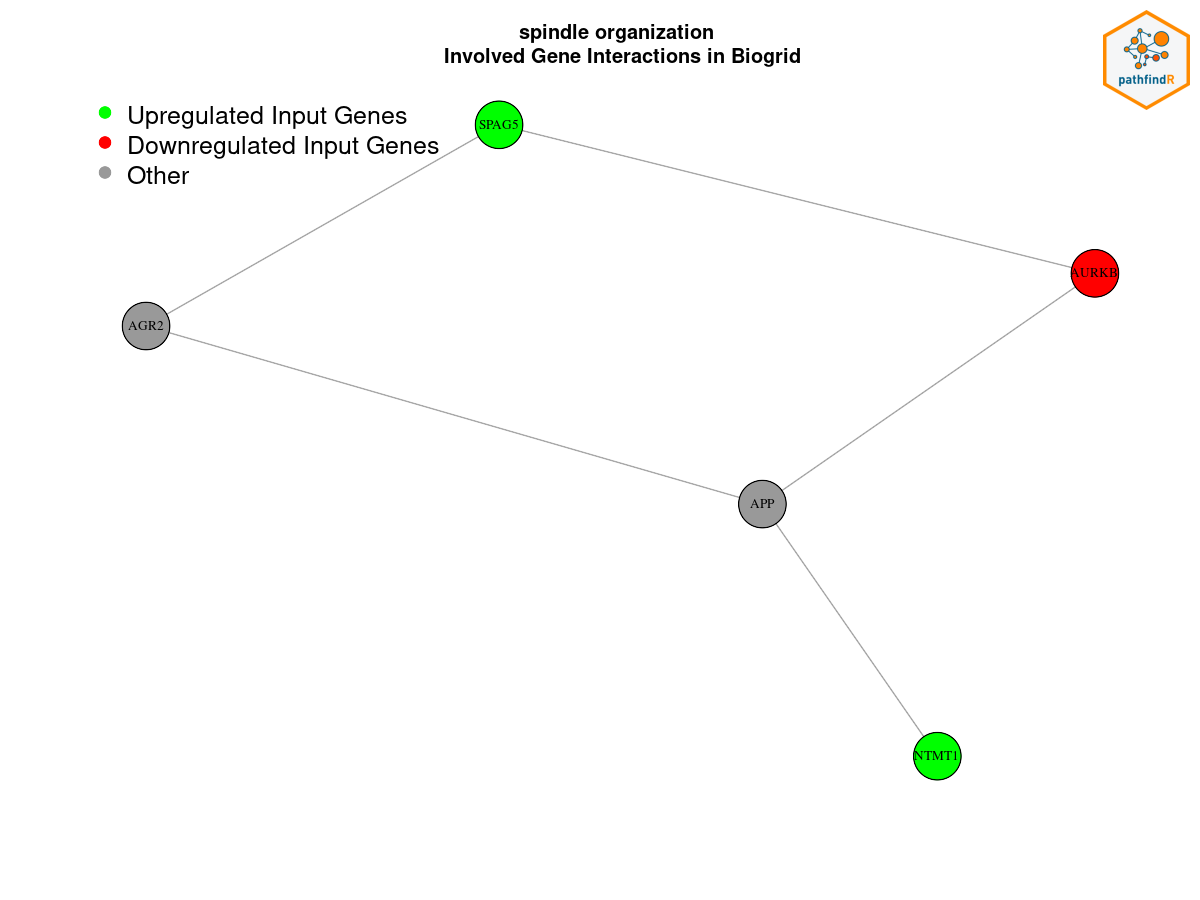 spindle organization
Involved Gene Interactions in Biogrid
pathfindR
Upregulated Input Genes
Downregulated Input Genes
Other
SPAG5
AURKB
AGR2
APP
NTMT1